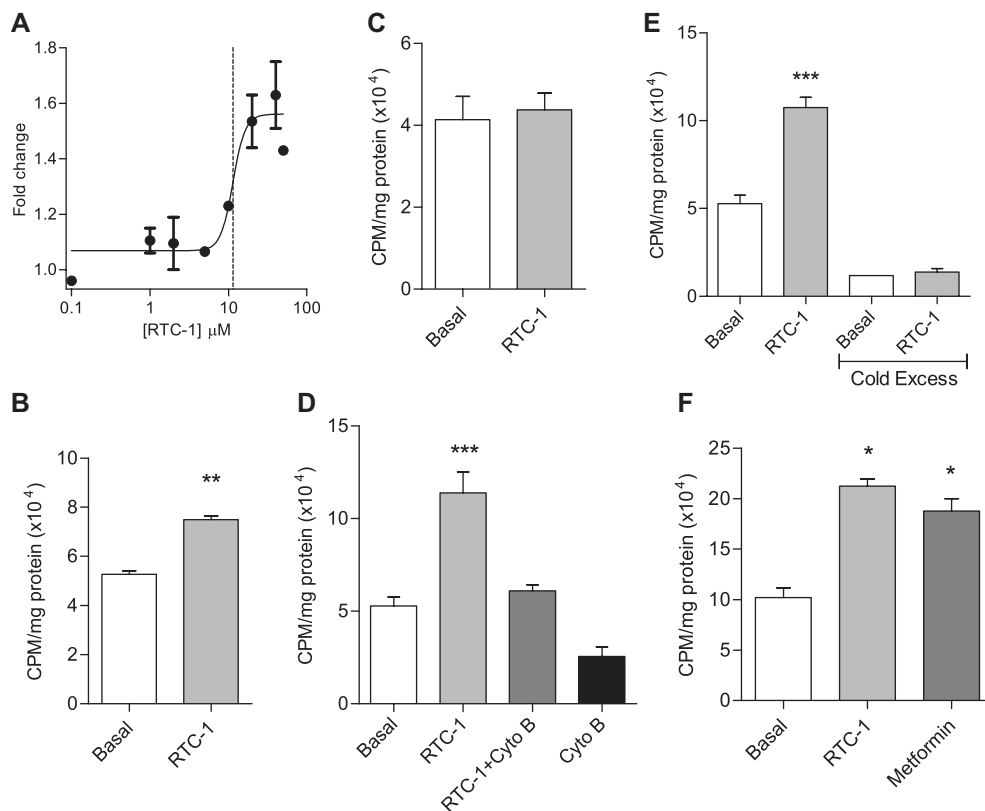 A
Fold change
1.8
1.6
1.4
1.2
1.0
0.1
1
10
100
[RTC-1] µM
B
CPM/mg protein (x10⁴)
10
8
6
4
2
0
**
Basal
RTC-1
C
CPM/mg protein (x10⁴)
6
4
2
0
Basal
RTC-1
D
CPM/mg protein (x10⁴)
15
10
5
0
***
Basal
RTC-1
RTC-1+Cyto B
Cyto B
E
CPM/mg protein (x10⁴)
15
10
5
0
***
Basal
RTC-1
Basal
RTC-1
Cold Excess
F
CPM/mg protein (x10⁴)
25
20
15
10
5
0
*
*
Basal
RTC-1
Metformin